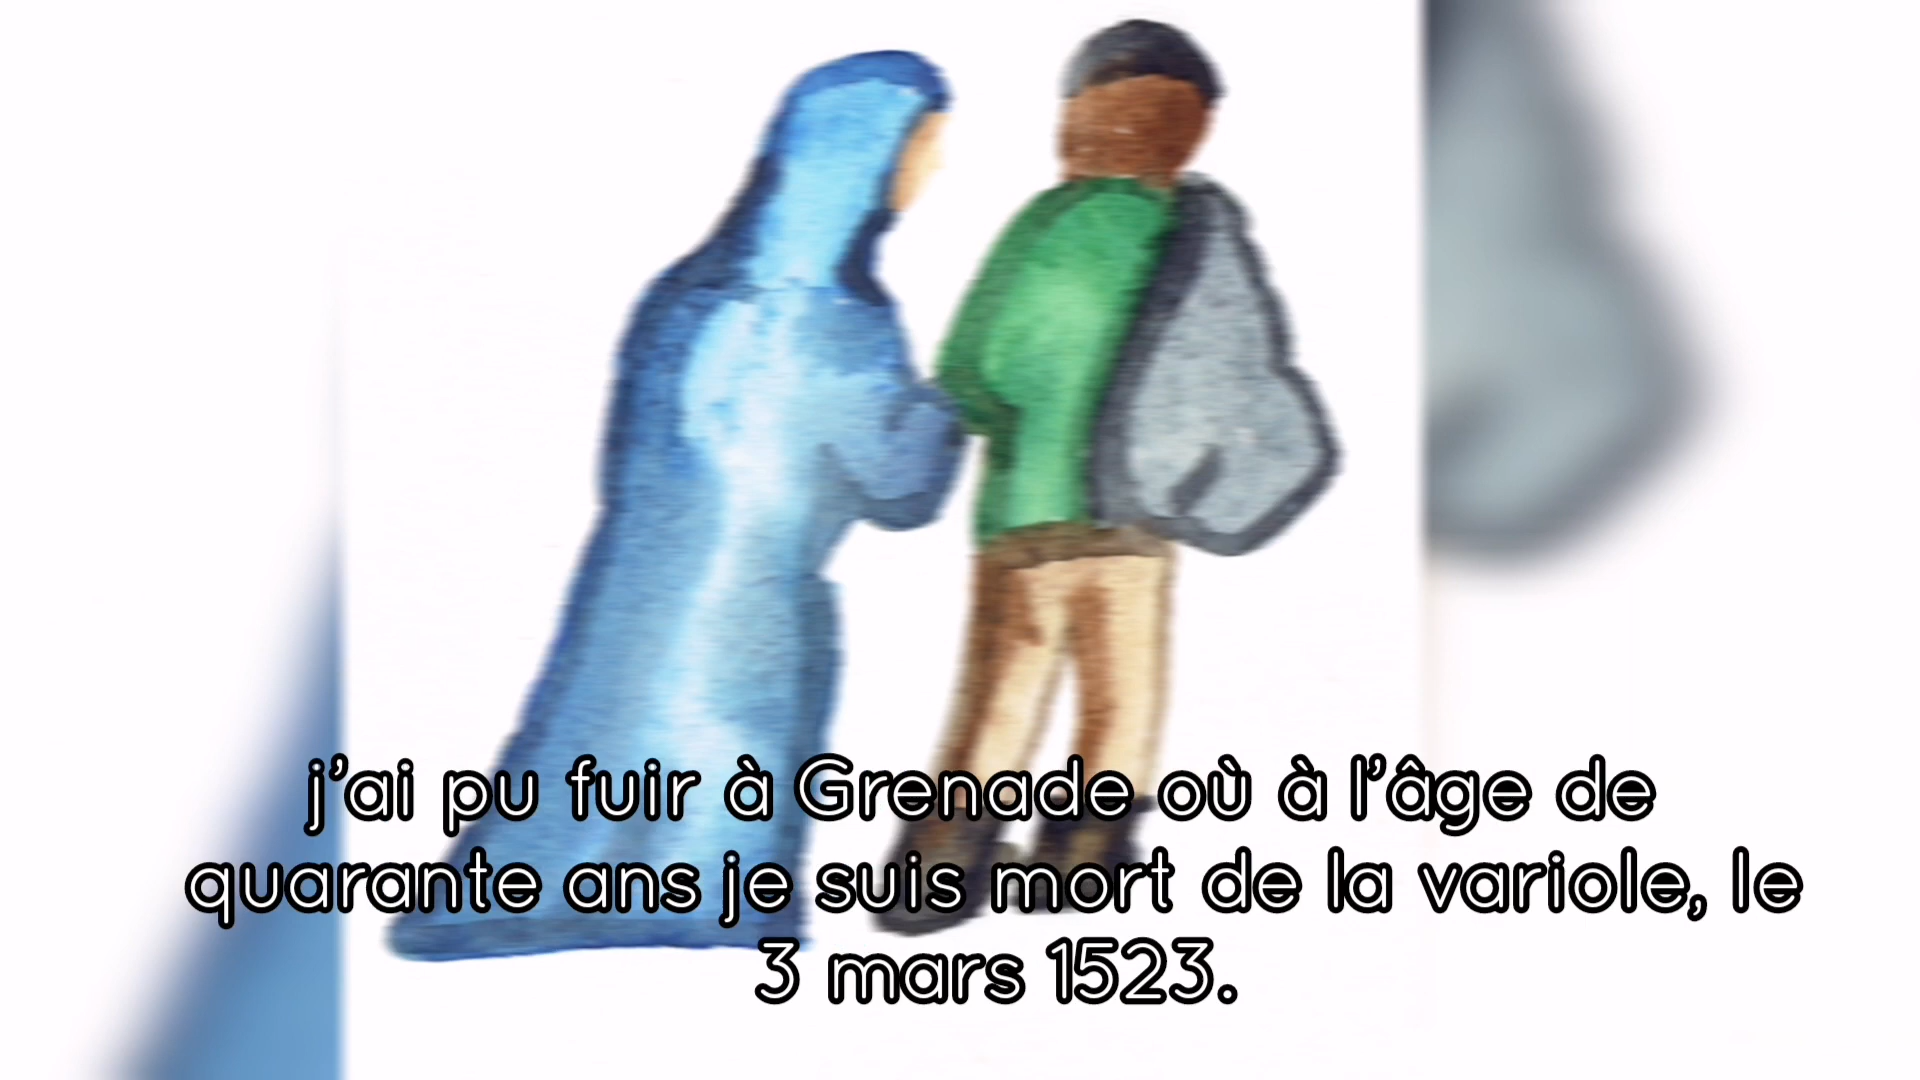 j'ai pu fuir à Grenade où à l'âge de
quarante ans je suis mort de la variole, le
3 mars 1523.